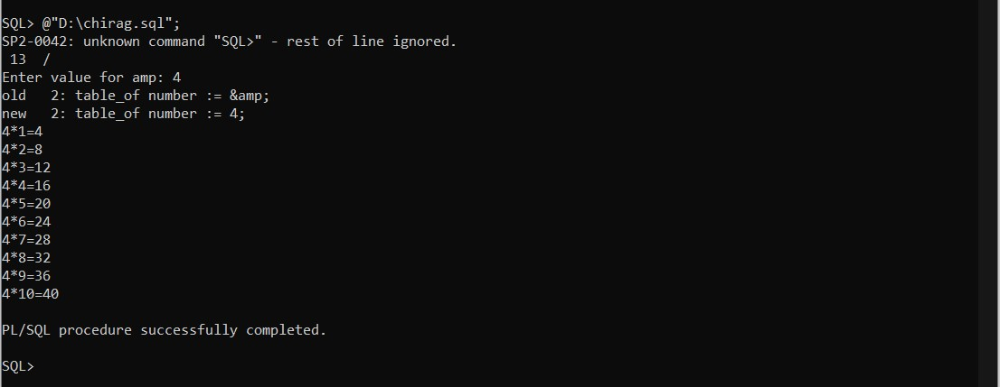 SQL> @"D:\chirag.sql";
SP2-0042: unknown command "SQL>" - rest of line ignored.
 13  /
Enter value for amp: 4
old   2: table_of number := &amp;
new   2: table_of number := 4;
4*1=4
4*2=8
4*3=12
4*4=16
4*5=20
4*6=24
4*7=28
4*8=32
4*9=36
4*10=40
PL/SQL procedure successfully completed.
SQL>